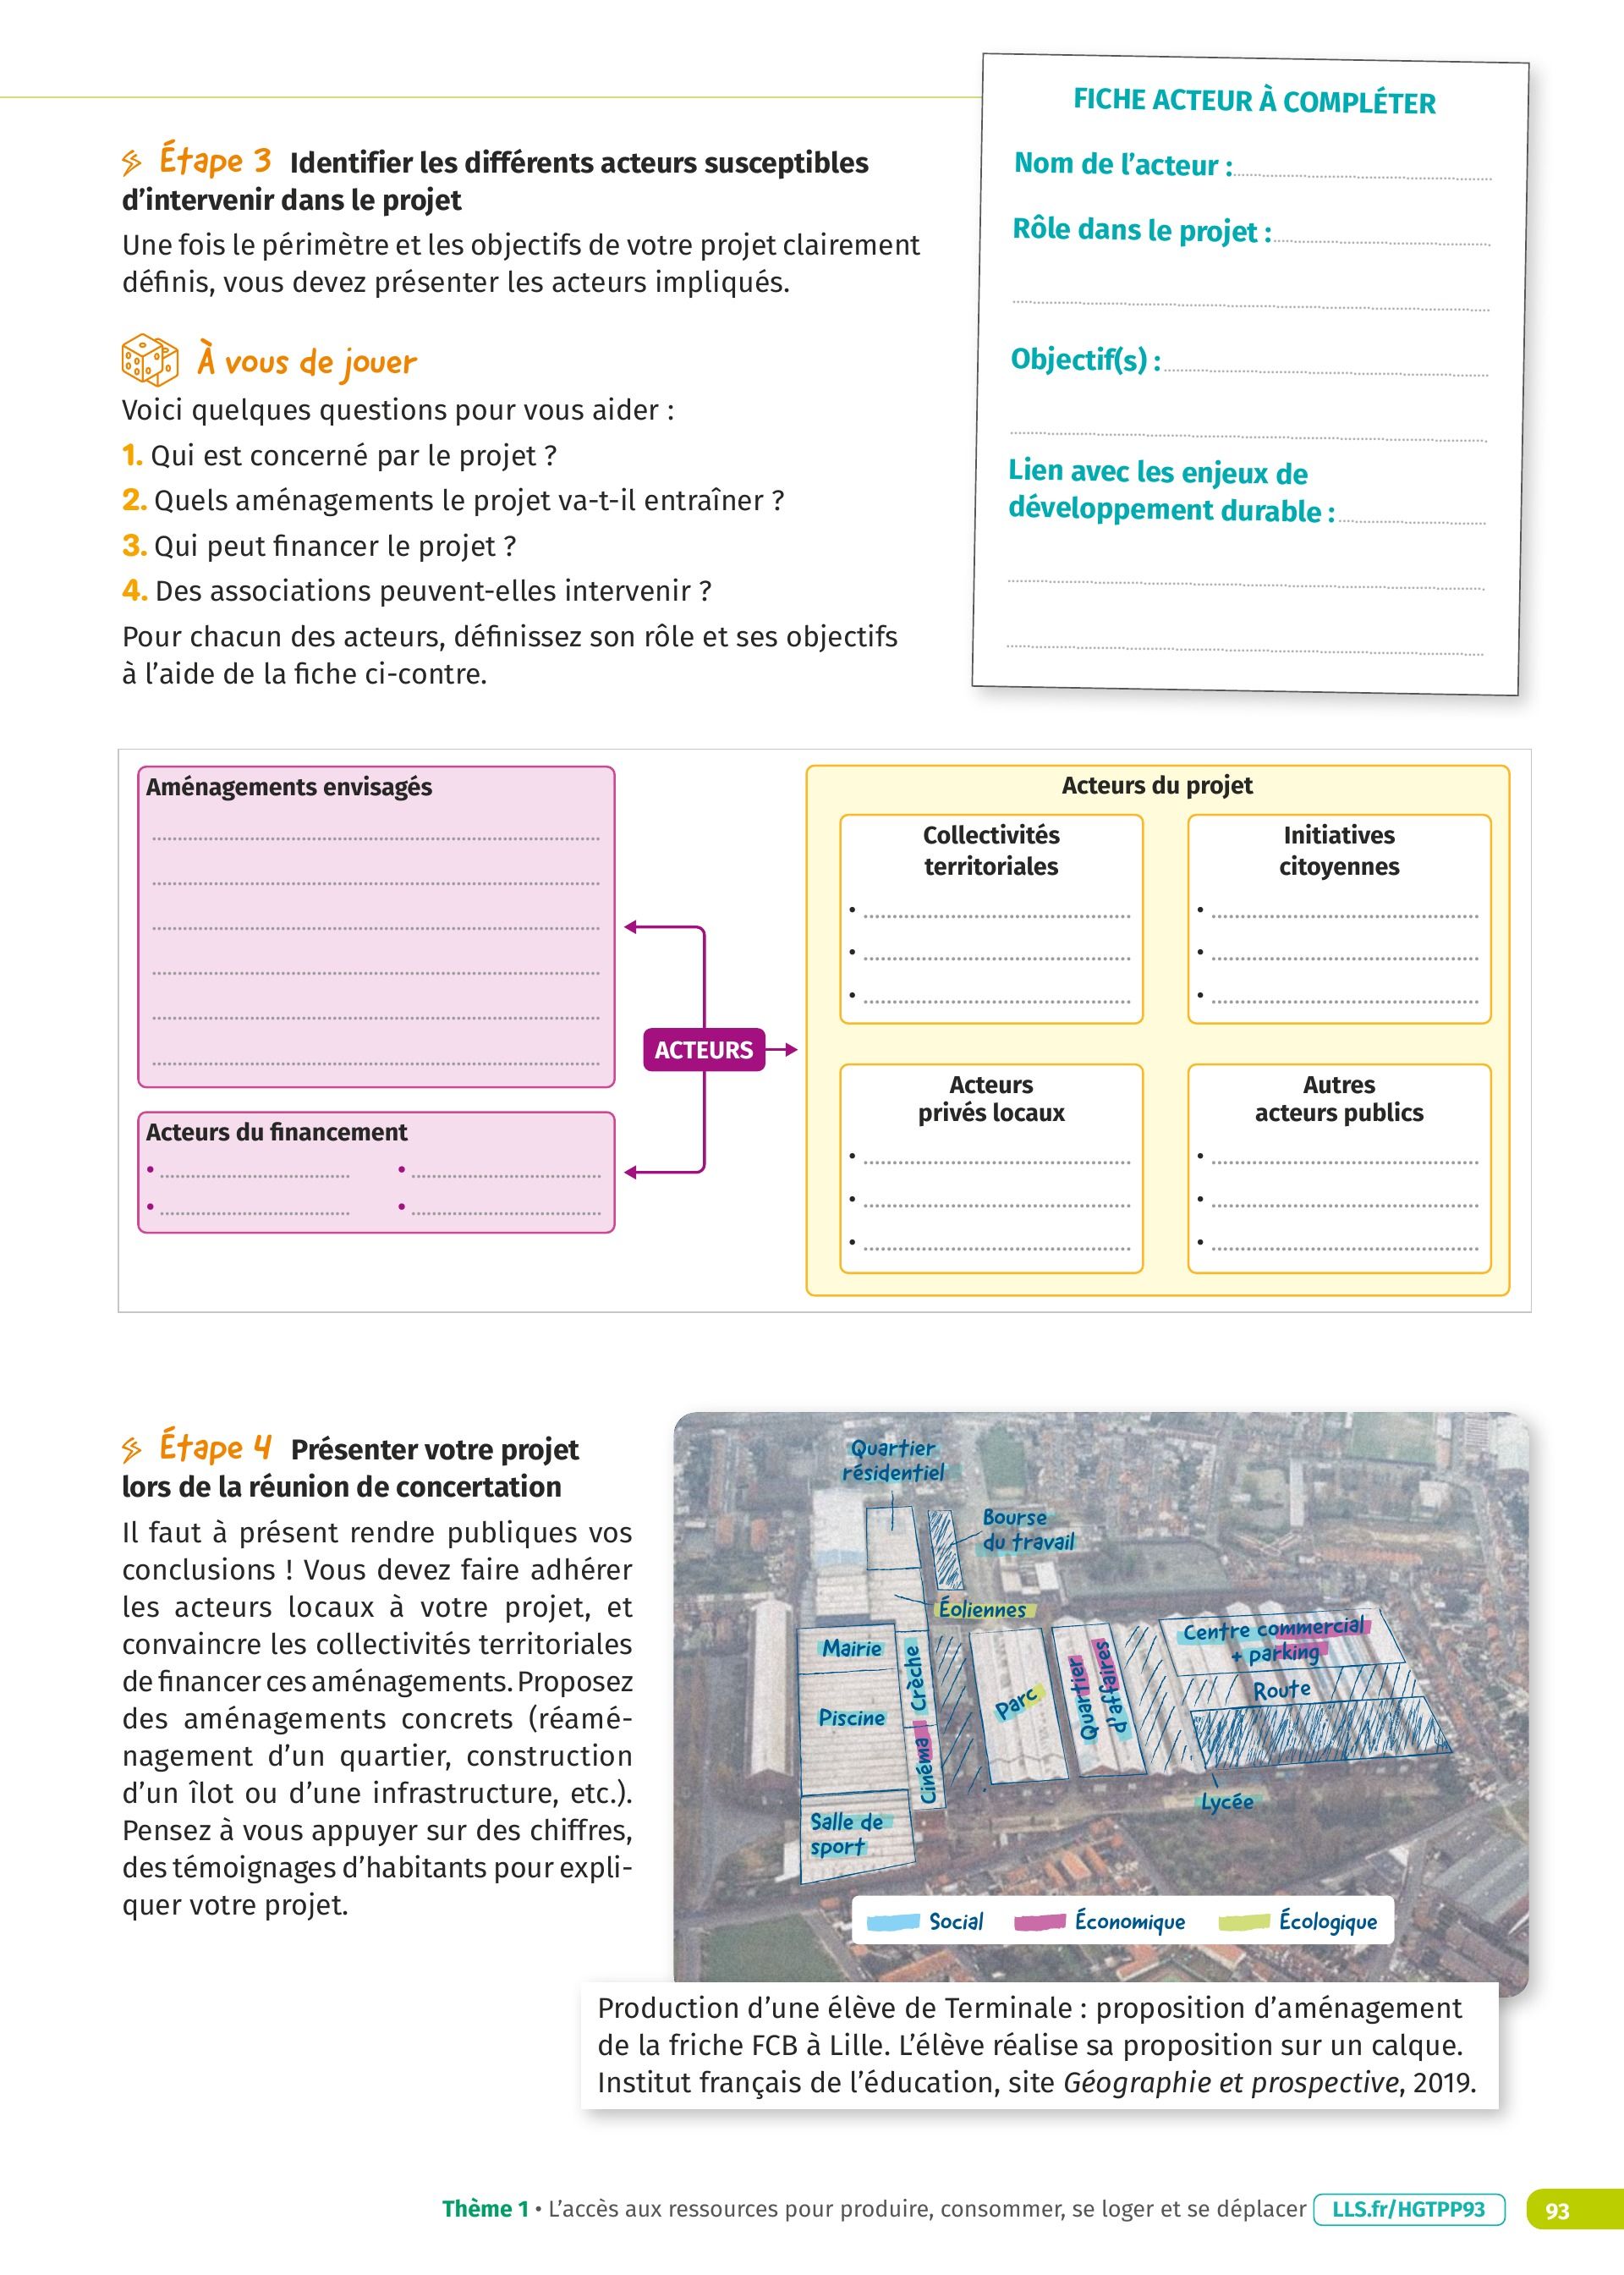 Étape 3 Identifier les différents acteurs susceptibles
d’intervenir dans le projet
Une fois le périmètre et les objectifs de votre projet clairement
définis, vous devez présenter les acteurs impliqués.
À vous de jouer
Voici quelques questions pour vous aider :
1. Qui est concerné par le projet ?
2. Quels aménagements le projet va-t-il entraîner ?
3. Qui peut financer le projet ?
4. Des associations peuvent-elles intervenir ?
Pour chacun des acteurs, définissez son rôle et ses objectifs
à l’aide de la fiche ci-contre.
FICHE ACTEUR À COMPLÉTER
Nom de l’acteur :
Rôle dans le projet :
Objectif(s) :
Lien avec les enjeux de
développement durable :
Aménagements envisagés
Acteurs du financement
ACTEURS
Acteurs du projet
Collectivités
territoriales
Initiatives
citoyennes
Acteurs
privés locaux
Autres
acteurs publics
Étape 4 Présenter votre projet
lors de la réunion de concertation
Il faut à présent rendre publiques vos
conclusions ! Vous devez faire adhérer
les acteurs locaux à votre projet, et
convaincre les collectivités territoriales
de financer ces aménagements. Proposez
des aménagements concrets (réamé-
nagement d’un quartier, construction
d’un îlot ou d’une infrastructure, etc.).
Pensez à vous appuyer sur des chiffres,
des témoignages d’habitants pour expli-
quer votre projet.
Quartier
résidentiel
Bourse
du travail
Éoliennes
Mairie
Crèche
Piscine
Cinéma
Salle de
sport
Parc
Quartier
d’affaires
Centre commercial
+ parking
Route
Lycée
Social
Économique
Écologique
Production d’une élève de Terminale : proposition d’aménagement
de la friche FCB à Lille. L’élève réalise sa proposition sur un calque.
Institut français de l’éducation, site Géographie et prospective, 2019.
Thème 1 • L’accès aux ressources pour produire, consommer, se loger et se déplacer LLS.fr/HGTPP93 93